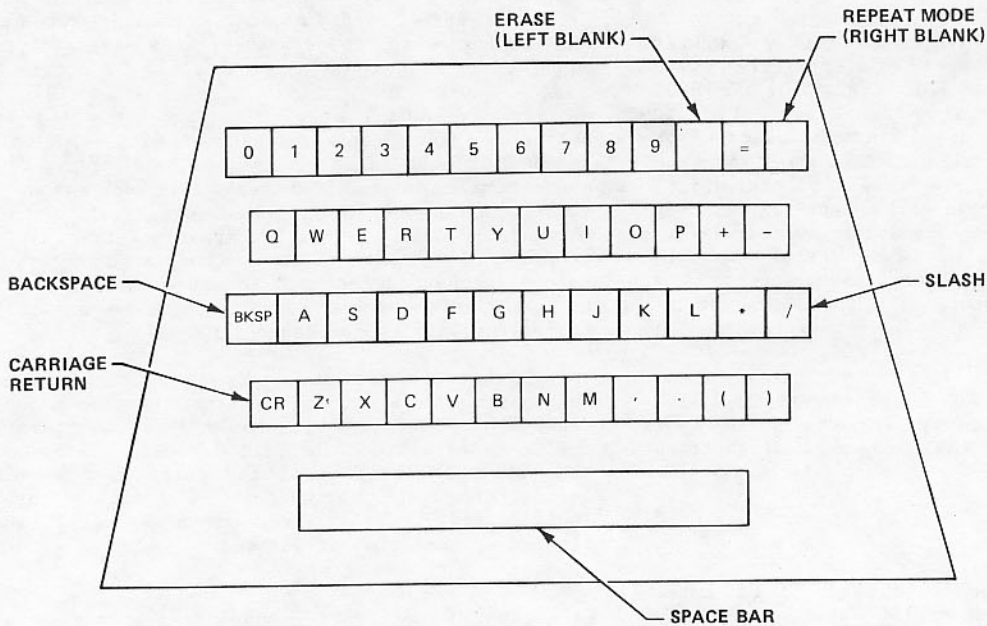 ERASE
(LEFT BLANK)
REPEAT MODE
(RIGHT BLANK)
0 1 2 3 4 5 6 7 8 9 =
Q W E R T Y U I O P + -
BACKSPACE
BKSP A S D F G H J K L • /
SLASH
CARRIAGE
RETURN
CR Z X C V B N M , . ( )
SPACE BAR